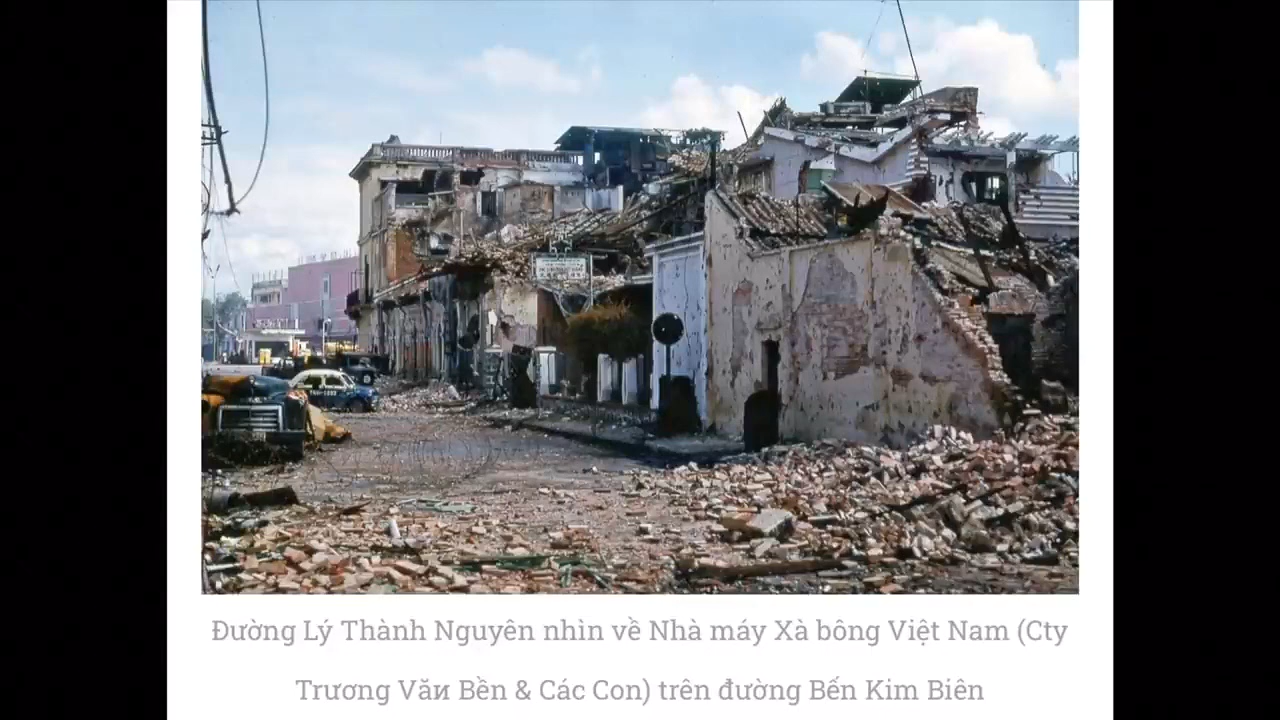 Đường Lý Thành Nguyên nhìn về Nhà máy Xà bông Việt Nam (Cty
Trương Văи Bền & Các Con) trên đường Bến Kim Biên